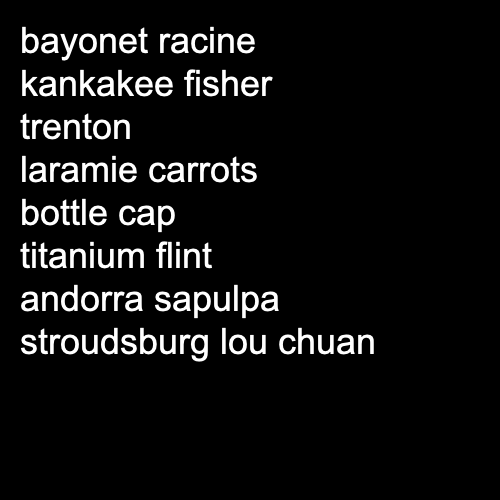 bayonet racine
kankakee fisher
trenton
laramie carrots
bottle cap
titanium flint
andorra sapulpa
stroudsburg lou chuan